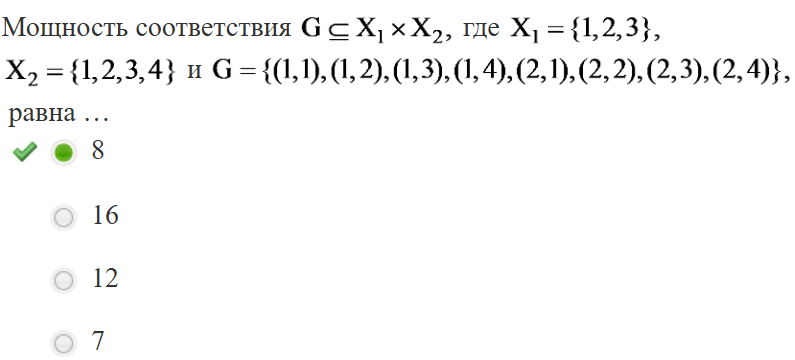 Мощность соответствия G ⊆ X₁ × X₂, где X₁ = {1,2,3},
X₂ = {1,2,3,4} и G = {(1,1),(1,2),(1,3),(1,4),(2,1),(2,2),(2,3),(2,4)},
равна …
8
16
12
7